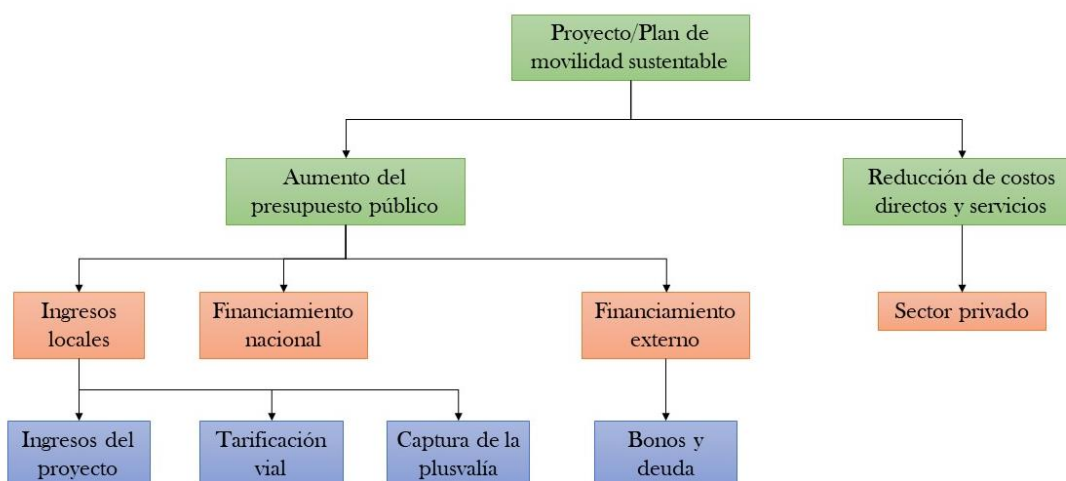 Proyecto/Plan de
movilidad sustentable
Aumento del
presupuesto público
Reducción de costos
directos y servicios
Ingresos
locales
Financiamiento
nacional
Financiamiento
externo
Sector privado
Ingresos del
proyecto
Tarificación
vial
Captura de la
plusvalía
Bonos y
deuda